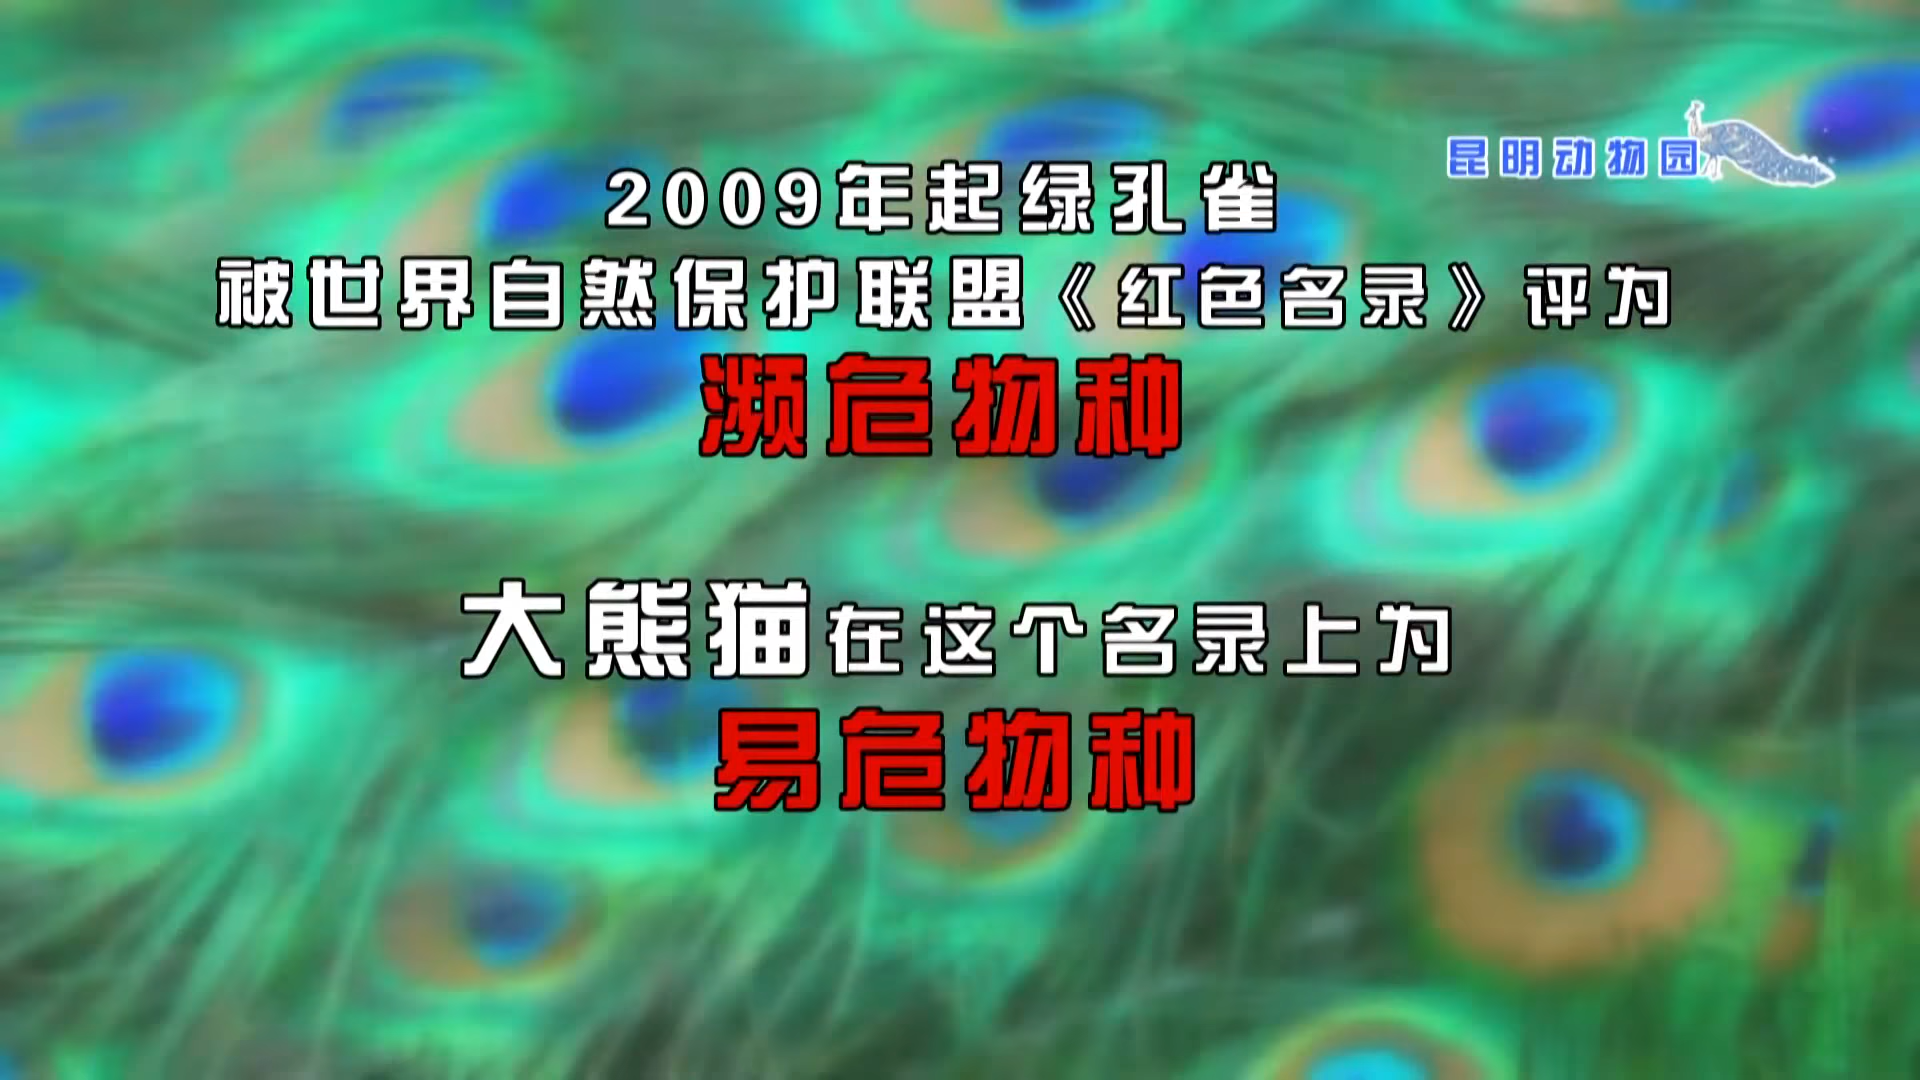 昆明动物园
2009年起绿孔雀
被世界自然保护联盟《红色名录》评为
濒危物种
大熊猫在这个名录上为
易危物种